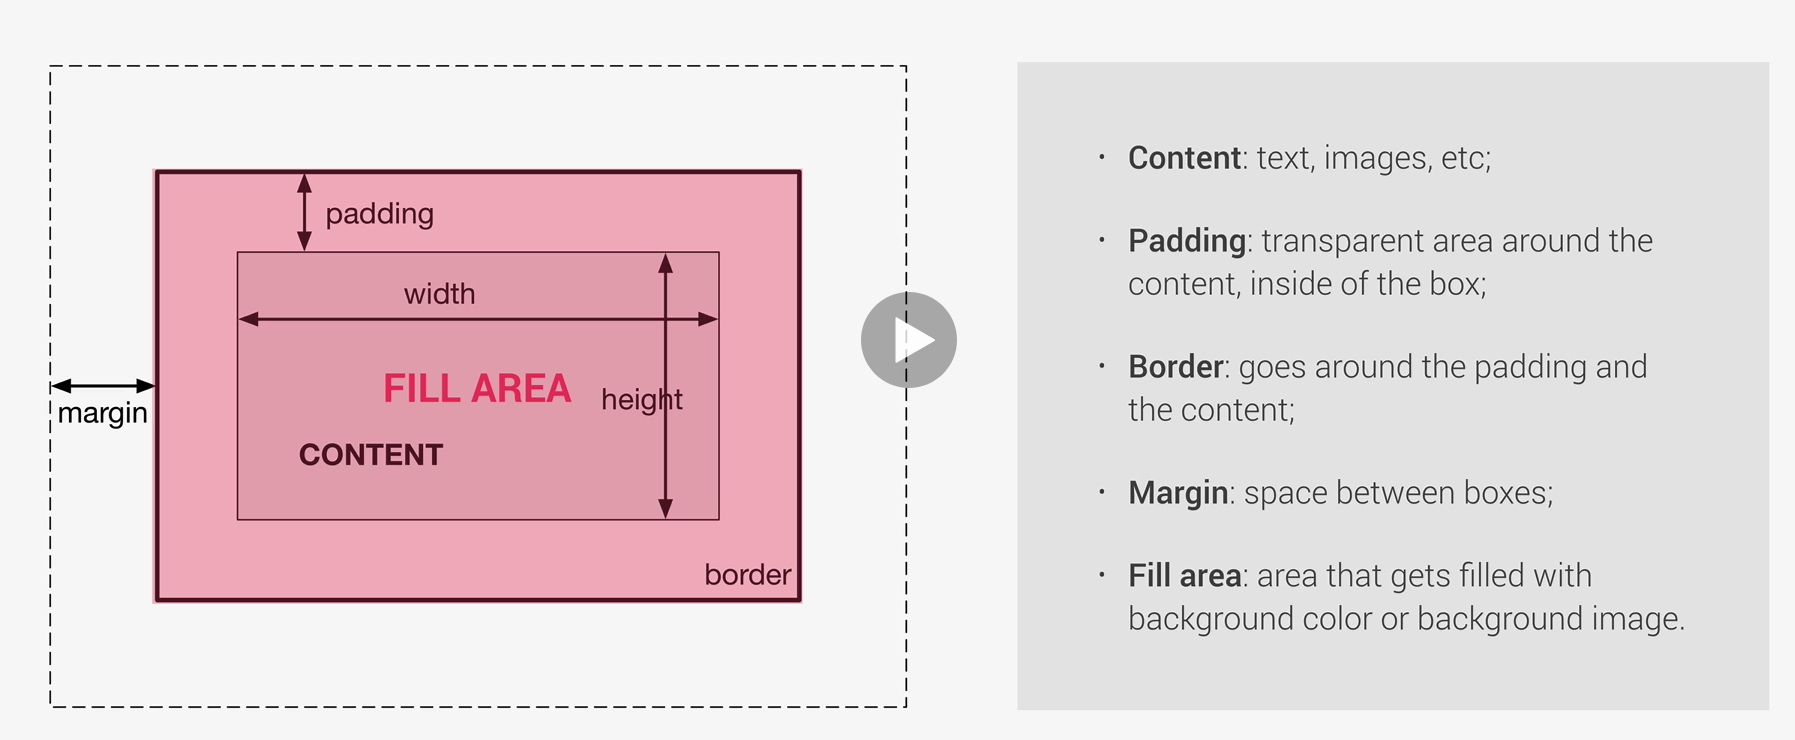 padding
width
FILL AREA
height
margin
CONTENT
border
• Content: text, images, etc;
• Padding: transparent area around the
content, inside of the box;
• Border: goes around the padding and
the content;
• Margin: space between boxes;
• Fill area: area that gets filled with
background color or background image.